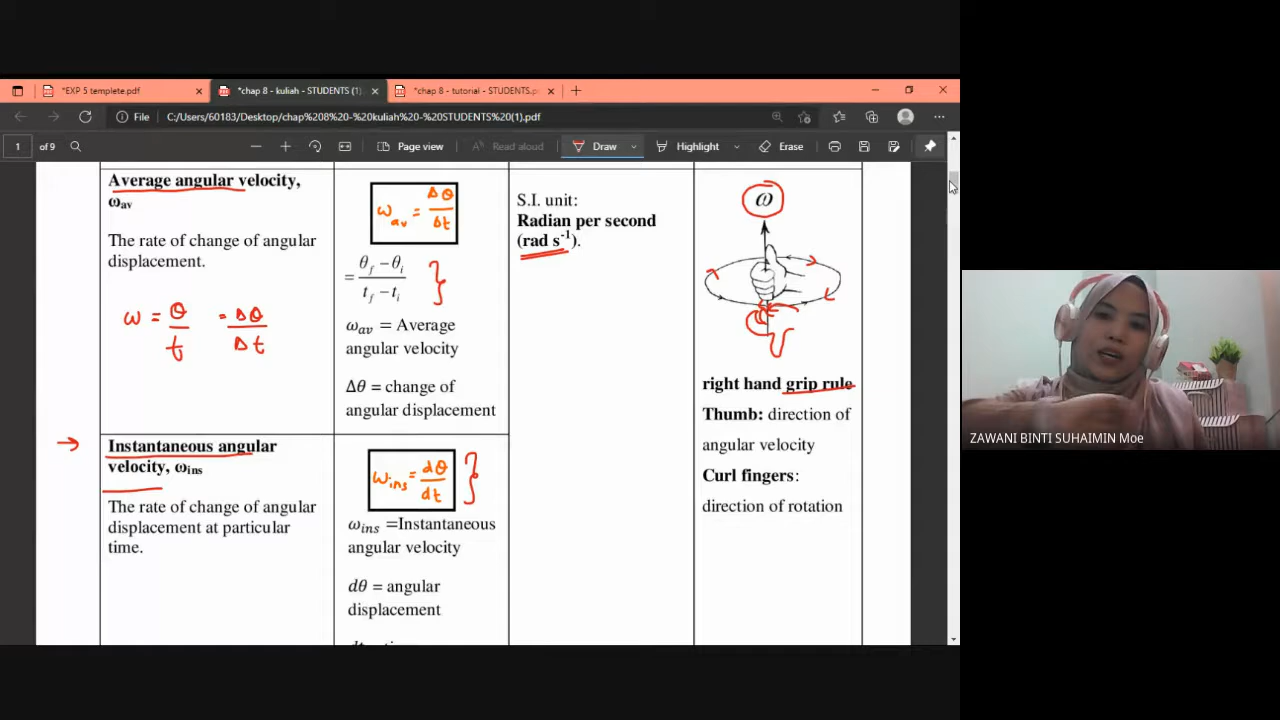 *EXP 5 templete.pdf
*chap 8 - kuliah - STUDENTS (1).
*chap 8 - tutorial - STUDENTS.p
File
C:/Users/60183/Desktop/chap%208%20-%20kuliah%20-%20STUDENTS%20(1).pdf
1 of 9
Page view
Read aloud
Draw
Highlight
Erase
Average angular velocity,
ωav
The rate of change of angular
displacement.
ω = θ/t = Δθ/Δt
ω av = Δθ/Δt
= θf − θi / tf − ti
ωav = Average
angular velocity
Δθ = change of
angular displacement
S.I. unit:
Radian per second
(rad s-1).
ω
right hand grip rule
Thumb: direction of
angular velocity
Curl fingers:
direction of rotation
Instantaneous angular
velocity, ωins
The rate of change of angular
displacement at particular
time.
ωins = dθ/dt
ωins =Instantaneous
angular velocity
dθ = angular
displacement
ZAWANI BINTI SUHAIMIN Moe